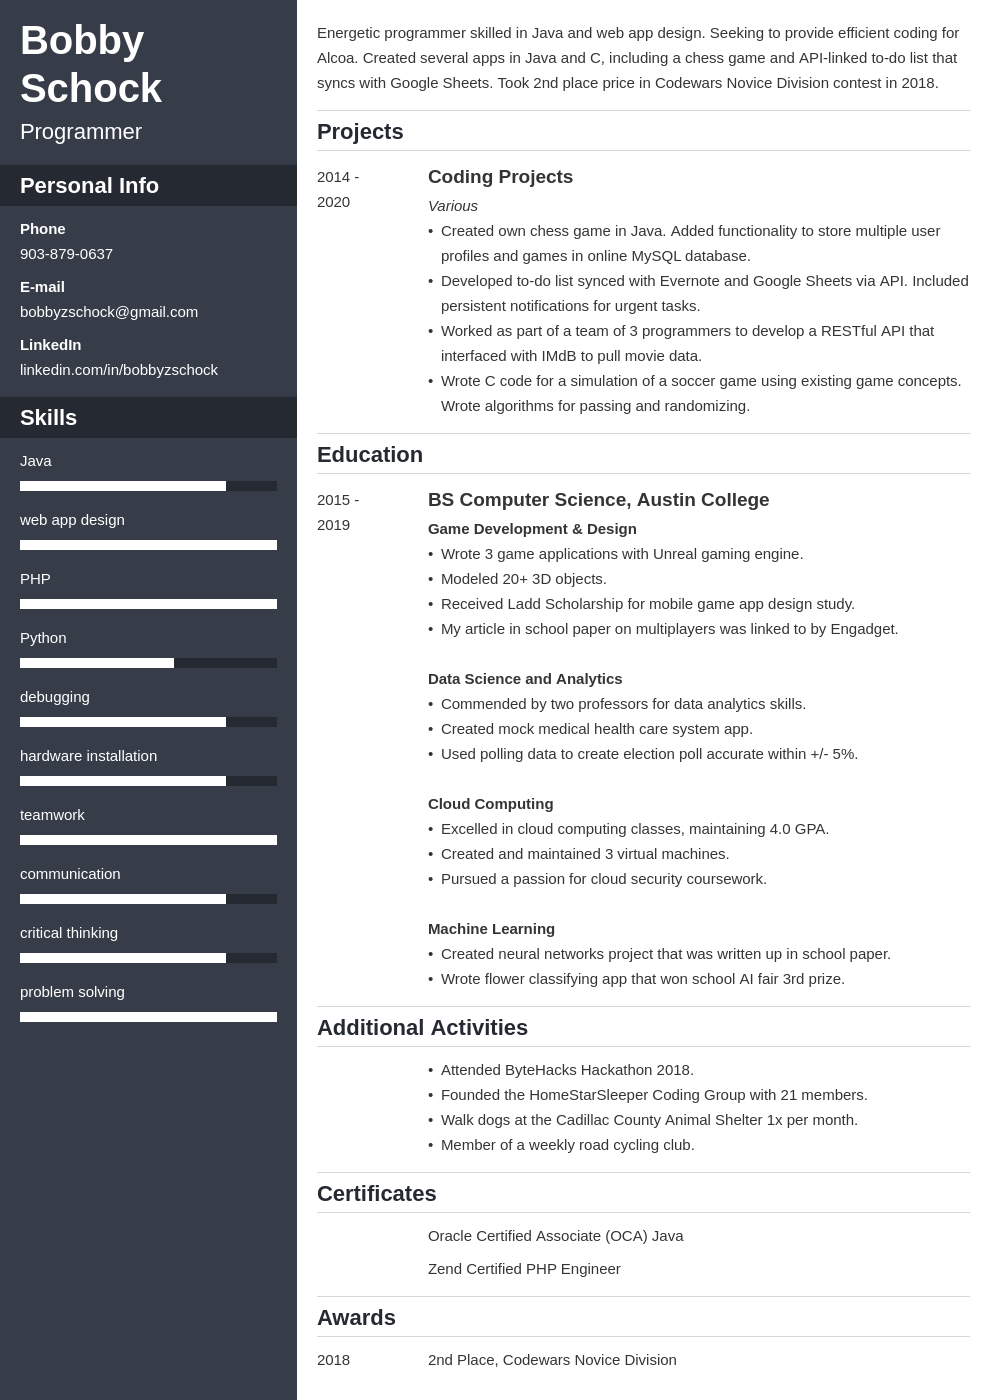 Bobby
Schock
Programmer
Personal Info
Phone
903-879-0637
E-mail
bobbyzschock@gmail.com
LinkedIn
linkedin.com/in/bobbyzschock
Skills
Java
web app design
PHP
Python
debugging
hardware installation
teamwork
communication
critical thinking
problem solving
Energetic programmer skilled in Java and web app design. Seeking to provide efficient coding for
Alcoa. Created several apps in Java and C, including a chess game and API-linked to-do list that
syncs with Google Sheets. Took 2nd place price in Codewars Novice Division contest in 2018.
Projects
2014 -
2020
Coding Projects
Various
• Created own chess game in Java. Added functionality to store multiple user
profiles and games in online MySQL database.
• Developed to-do list synced with Evernote and Google Sheets via API. Included
persistent notifications for urgent tasks.
• Worked as part of a team of 3 programmers to develop a RESTful API that
interfaced with IMdB to pull movie data.
• Wrote C code for a simulation of a soccer game using existing game concepts.
Wrote algorithms for passing and randomizing.
Education
2015 -
2019
BS Computer Science, Austin College
Game Development & Design
• Wrote 3 game applications with Unreal gaming engine.
• Modeled 20+ 3D objects.
• Received Ladd Scholarship for mobile game app design study.
• My article in school paper on multiplayers was linked to by Engadget.
Data Science and Analytics
• Commended by two professors for data analytics skills.
• Created mock medical health care system app.
• Used polling data to create election poll accurate within +/- 5%.
Cloud Computing
• Excelled in cloud computing classes, maintaining 4.0 GPA.
• Created and maintained 3 virtual machines.
• Pursued a passion for cloud security coursework.
Machine Learning
• Created neural networks project that was written up in school paper.
• Wrote flower classifying app that won school AI fair 3rd prize.
Additional Activities
• Attended ByteHacks Hackathon 2018.
• Founded the HomeStarSleeper Coding Group with 21 members.
• Walk dogs at the Cadillac County Animal Shelter 1x per month.
• Member of a weekly road cycling club.
Certificates
Oracle Certified Associate (OCA) Java
Zend Certified PHP Engineer
Awards
2018
2nd Place, Codewars Novice Division